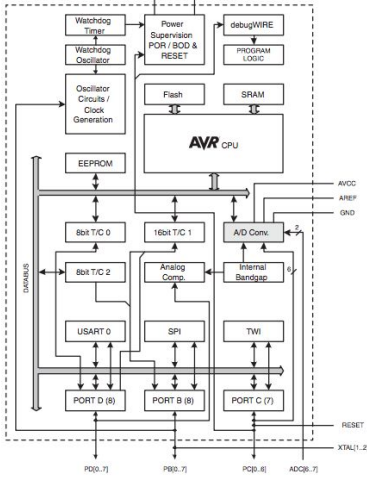 Watchdog
Timer
Power
Supervision
POR / BOD &
RESET
debugWIRE
Watchdog
Oscillator
PROGRAM
LOGIC
Oscillator
Circuits /
Clock
Generation
Flash
SRAM
AVR CPU
EEPROM
AVCC
AREF
GND
2
8bit T/C 0
16bit T/C 1
A/D Conv.
DATABUS
8bit T/C 2
Analog
Comp.
Internal
Bandgap
6
USART 0
SPI
TWI
PORT D (8)
PORT B (8)
PORT C (7)
RESET
XTAL[1..2]
PD[0..7]
PB[0..7]
PC[0..6]
ADC[6..7]